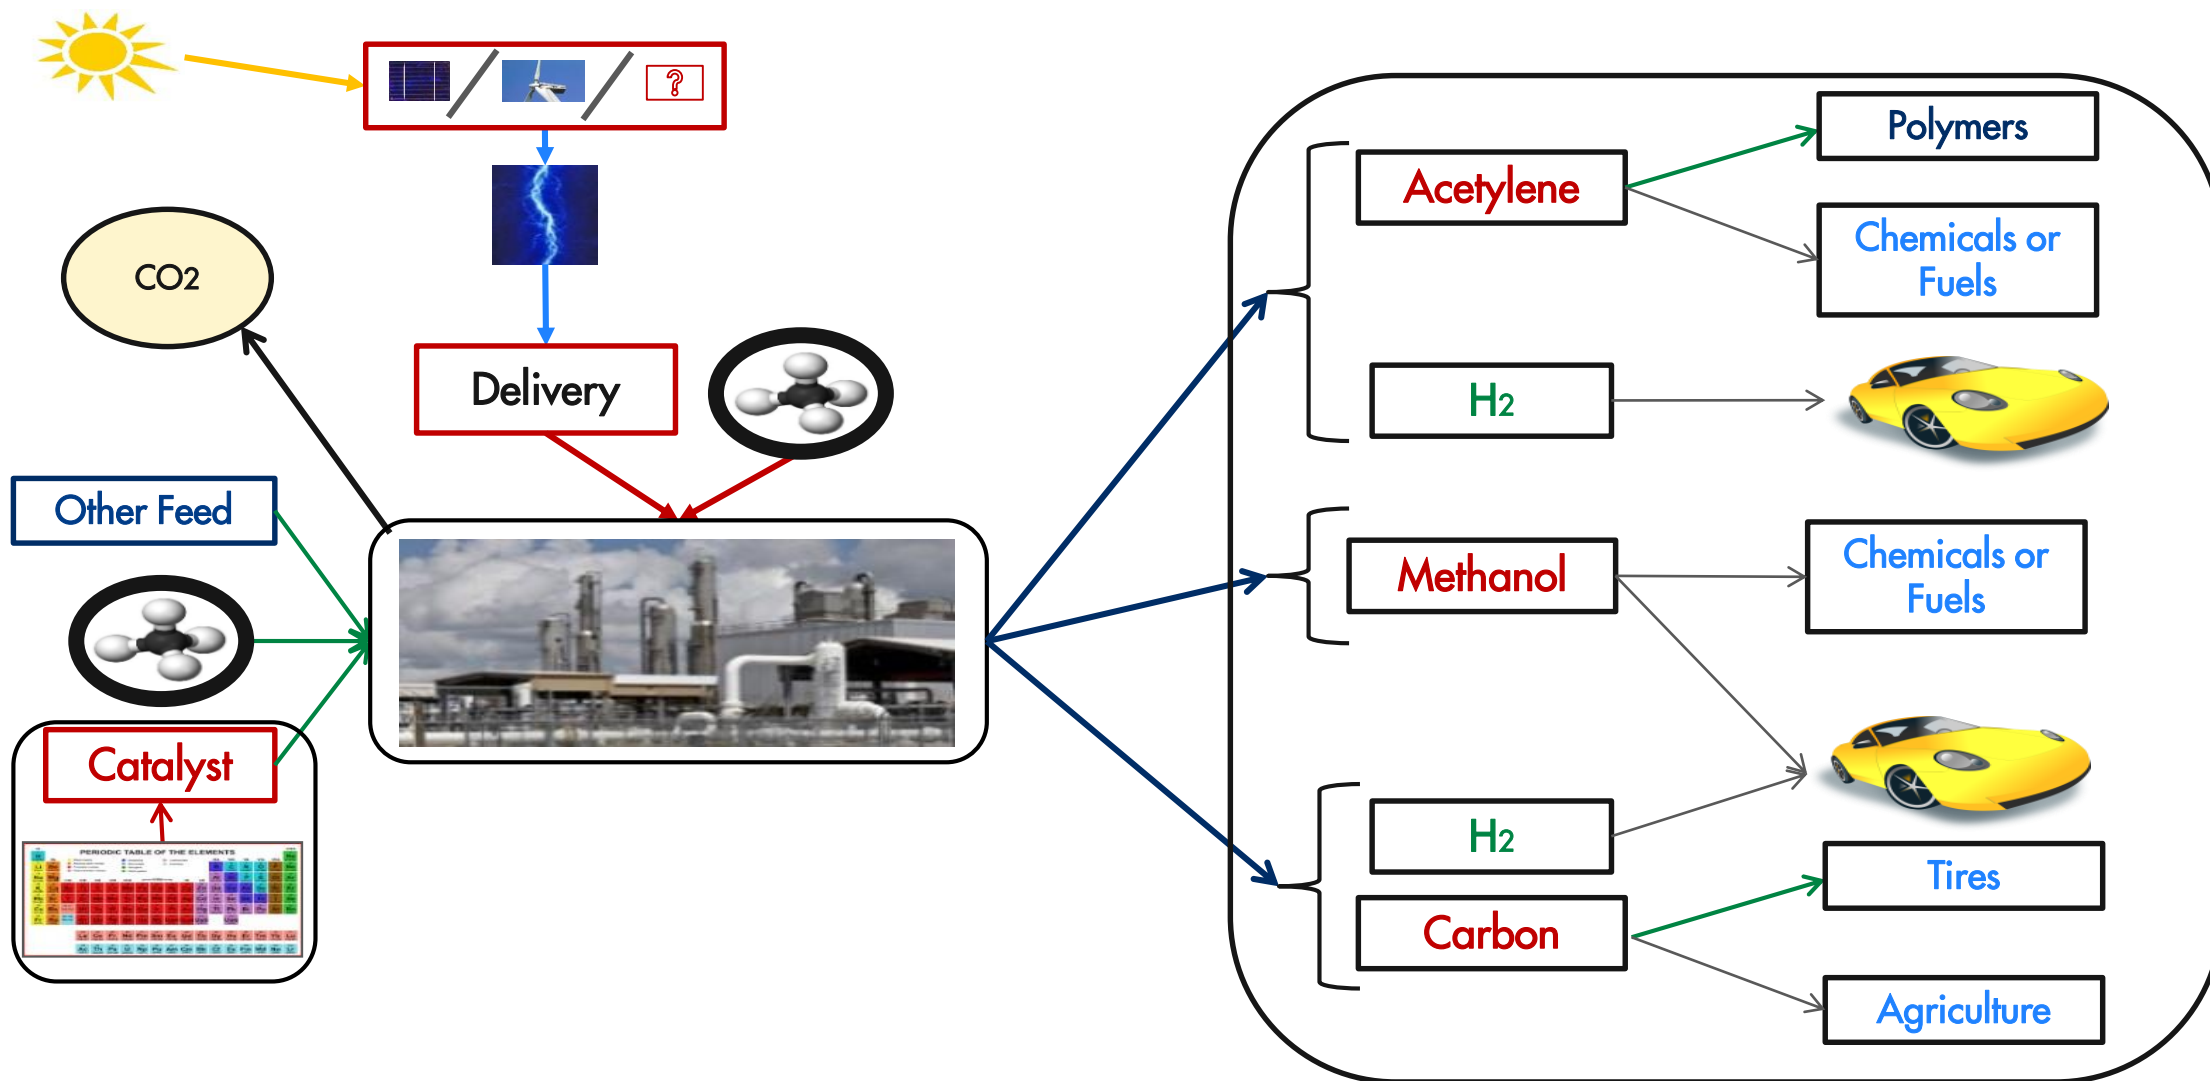 ?
Polymers
Acetylene
Chemicals or
Fuels
CO2
Delivery
H2
Other Feed
Methanol
Chemicals or
Fuels
Catalyst
H2
PERIODIC TABLE OF THE ELEMENTS
Tires
Carbon
Agriculture